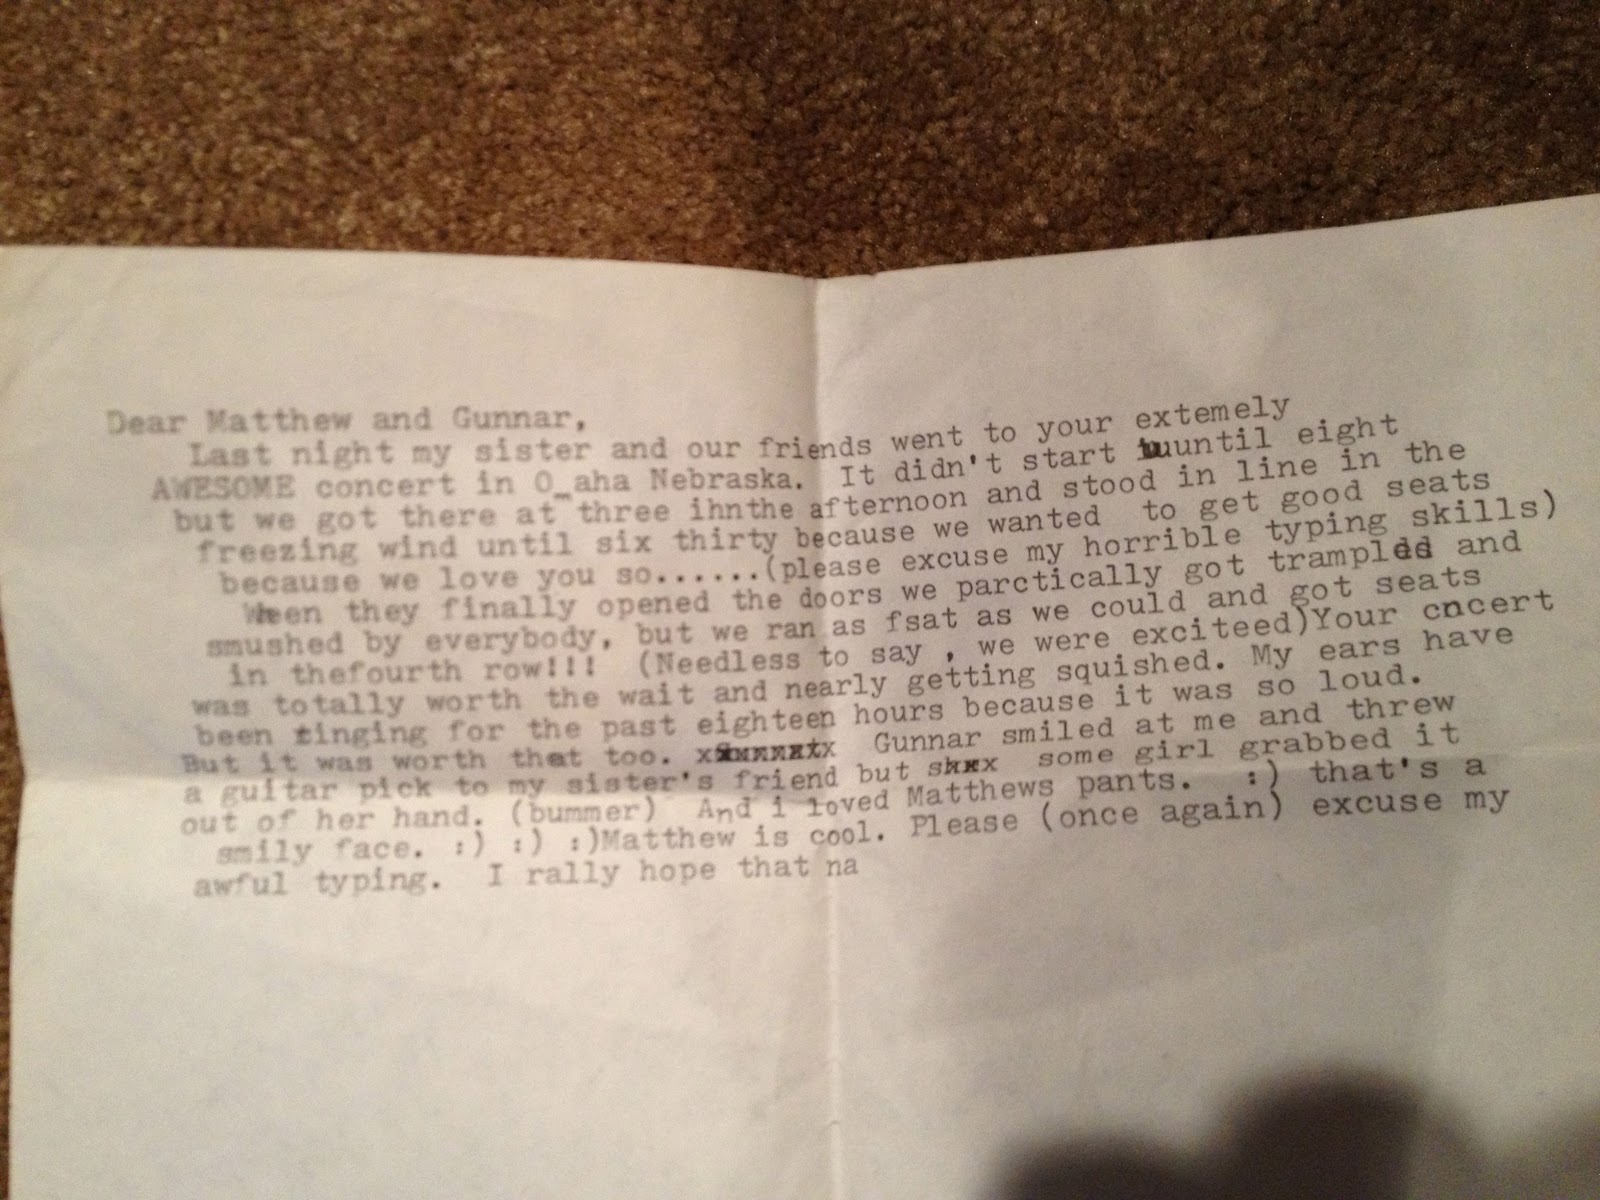 Dear Matthew and Gunnar,
Last night my sister and our friends went to your extemely
AWESOME concert in O_aha Nebraska. It didn't start uuntil eight
but we got there at three ihnthe afternoon and stood in line in the
freezing wind until six thirty because we wanted to get good seats
because we love you so......(please excuse my horrible typing skills)
When they finally opened the doors we parctically got trampled and
smushed by everybody, but we ran as fsat as we could and got seats
in thefourth row!!! (Needless to say , we were exciteed)Your cncert
was totally worth the wait and nearly getting squished. My ears have
been ringing for the past eighteen hours because it was so loud.
But it was worth that too. Gunnar smiled at me and threw
a guitar pick to my sister's friend but some girl grabbed it
out of her hand. (bummer) And i loved Matthews pants. :) that's a
smily face. :) :) :)Matthew is cool. Please (once again) excuse my
awful typing. I rally hope that na